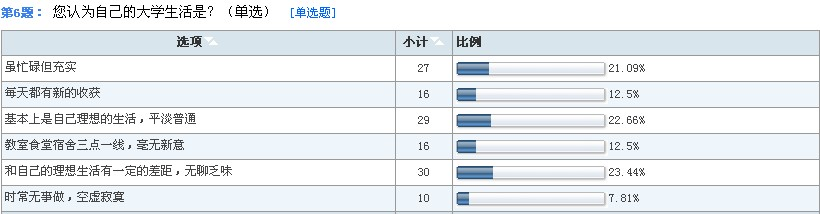 第6题： 您认为自己的大学生活是？（单选） [单选题]
选项 小计 比例
虽忙碌但充实 27 21.09%
每天都有新的收获 16 12.5%
基本上是自己理想的生活，平淡普通 29 22.66%
教室食堂宿舍三点一线，毫无新意 16 12.5%
和自己的理想生活有一定的差距，无聊乏味 30 23.44%
时常无事做，空虚寂寞 10 7.81%